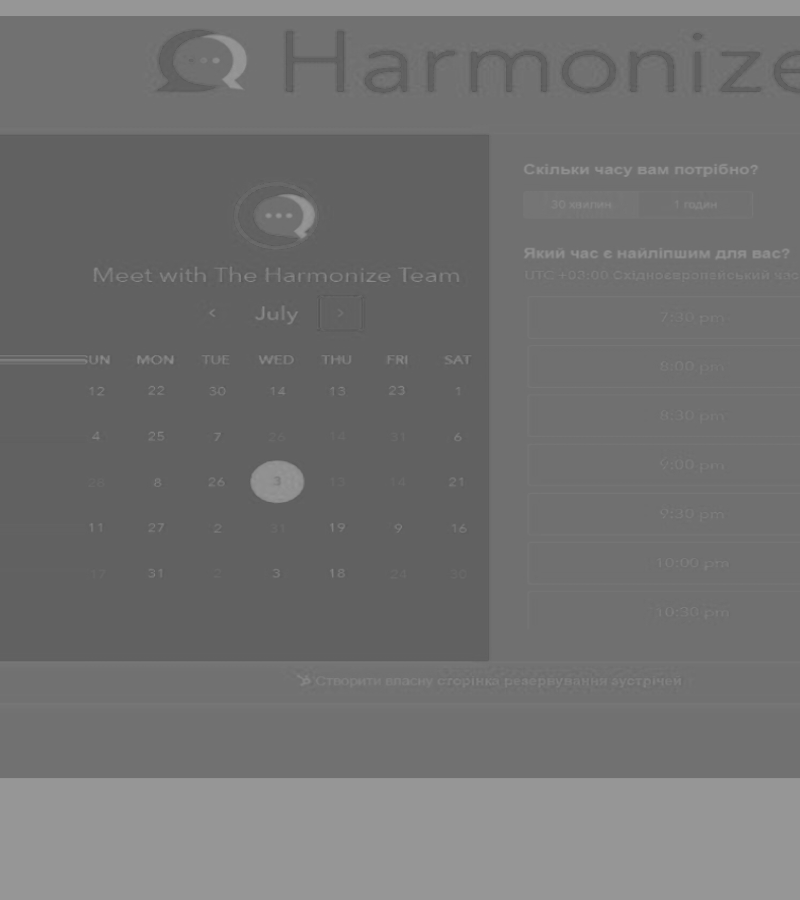 Harmonize
Meet with The Harmonize Team
July
SUN MON TUE WED THU FRI SAT
12 22 30 14 13 23 1
4 25 7 26 14 31 6
28 8 26 3 13 14 21
11 27 2 31 19 9 16
17 31 2 3 18 24 30
Скільки часу вам потрібно?
30 хвилин 1 годин
Який час є найліпшим для вас?
UTC +03:00 Східноєвропейський час
7:30 pm
8:00 pm
8:30 pm
9:00 pm
9:30 pm
10:00 pm
10:30 pm
Створити власну сторінка резервування зустрічей